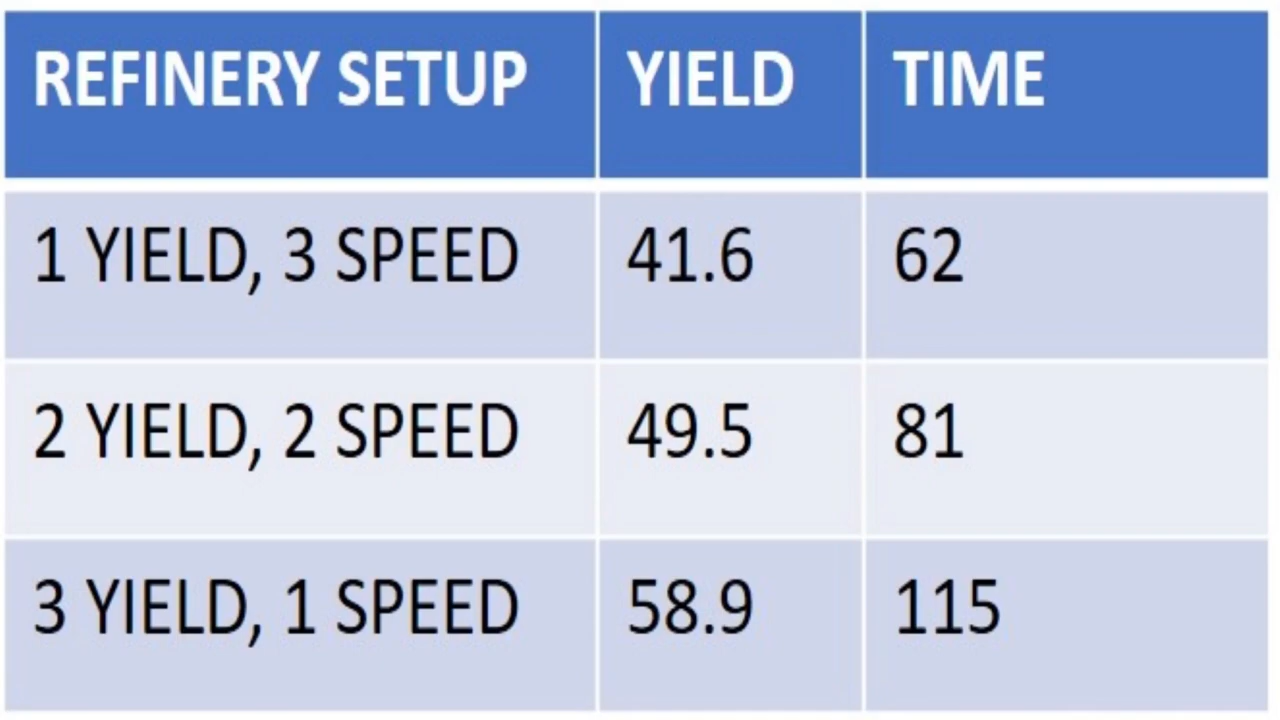 REFINERY SETUP YIELD TIME
1 YIELD, 3 SPEED 41.6 62
2 YIELD, 2 SPEED 49.5 81
3 YIELD, 1 SPEED 58.9 115